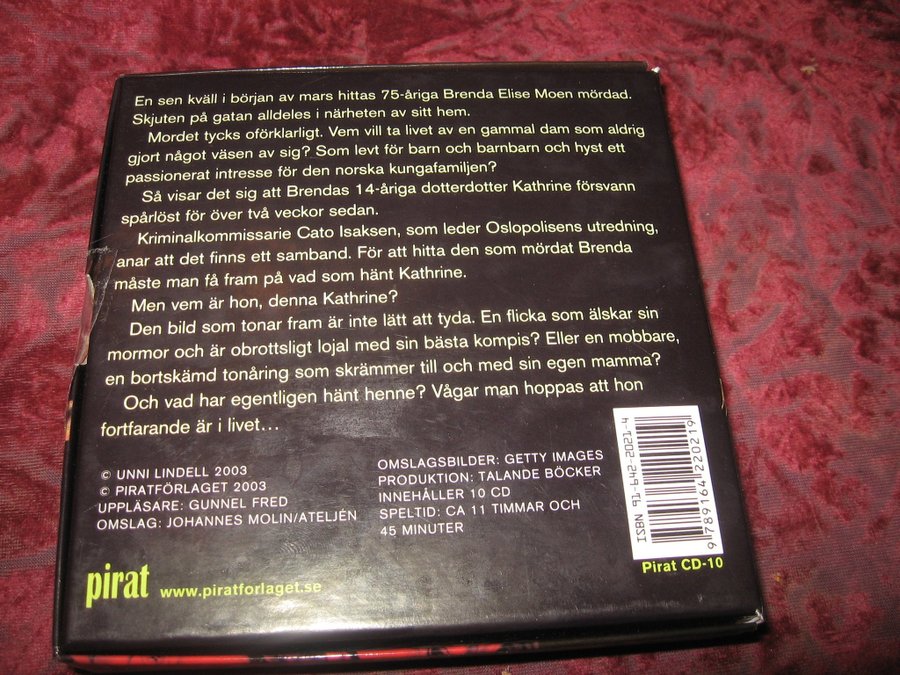 En sen kväll i början av mars hittas 75-åriga Brenda Elise Moen mördad.
Skjuten på gatan alldeles i närheten av sitt hem.
Mordet tycks oförklarligt. Vem vill ta livet av en gammal dam som aldrig
gjort något väsen av sig? Som levt för barn och barnbarn och hyst ett
passionerat intresse för den norska kungafamiljen?
Så visar det sig att Brendas 14-åriga dotterdotter Kathrine försvann
spårlöst för över två veckor sedan.
Kriminalkommissarie Cato Isaksen, som leder Oslopolisens utredning,
anar att det finns ett samband. För att hitta den som mördat Brenda
måste man få fram på vad som hänt Kathrine.
Men vem är hon, denna Kathrine?
Den bild som tonar fram är inte lätt att tyda. En flicka som älskar sin
mormor och är obrottsligt lojal med sin bästa kompis? Eller en mobbare,
en bortskämd tonåring som skrämmer till och med sin egen mamma?
Och vad har egentligen hänt henne? Vågar man hoppas att hon
fortfarande är i livet...
© UNNI LINDELL 2003
© PIRATFÖRLAGET 2003
UPPLÄSARE: GUNNEL FRED
OMSLAG: JOHANNES MOLIN/ATELJÉN
OMSLAGSBILDER: GETTY IMAGES
PRODUKTION: TALANDE BÖCKER
INNEHÅLLER 10 CD
SPELTID: CA 11 TIMMAR OCH
45 MINUTER
ISBN 91-642-2021-4
9 789164 220219
Pirat CD-10
pirat www.piratforlaget.se